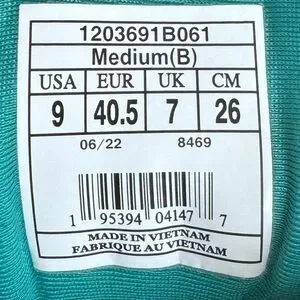 1203691B061
Medium(B)
USA EUR UK CM
9 40.5 7 26
06/22 8469
1 95394 04147 7
MADE IN VIETNAM
FABRIQUE AU VIETNAM